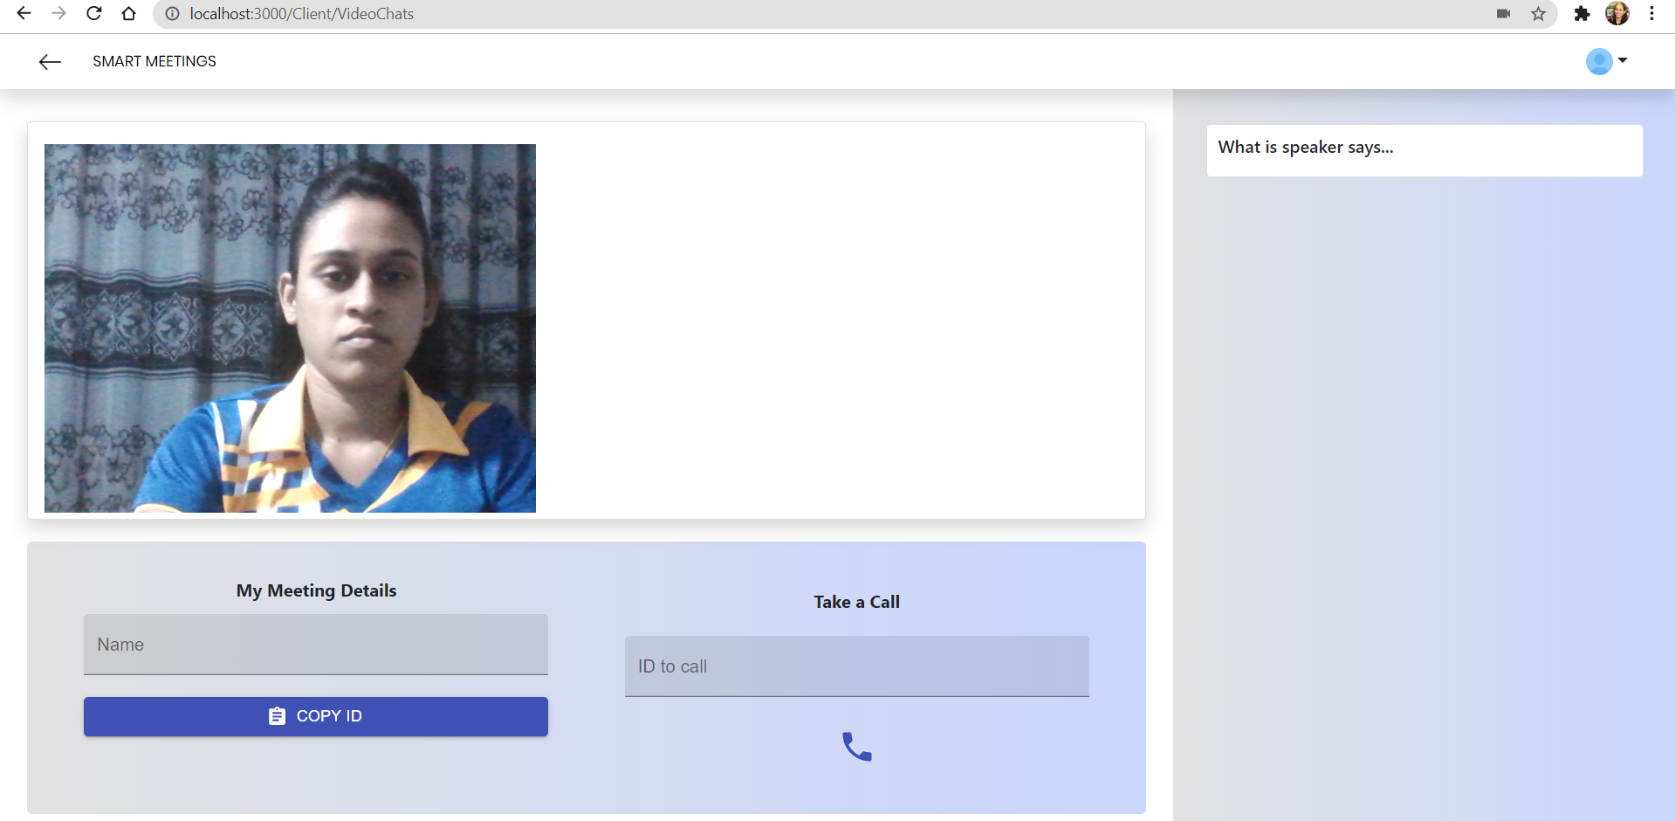 localhost:3000/Client/VideoChats
SMART MEETINGS
What is speaker says...
My Meeting Details
Name
COPY ID
Take a Call
ID to call